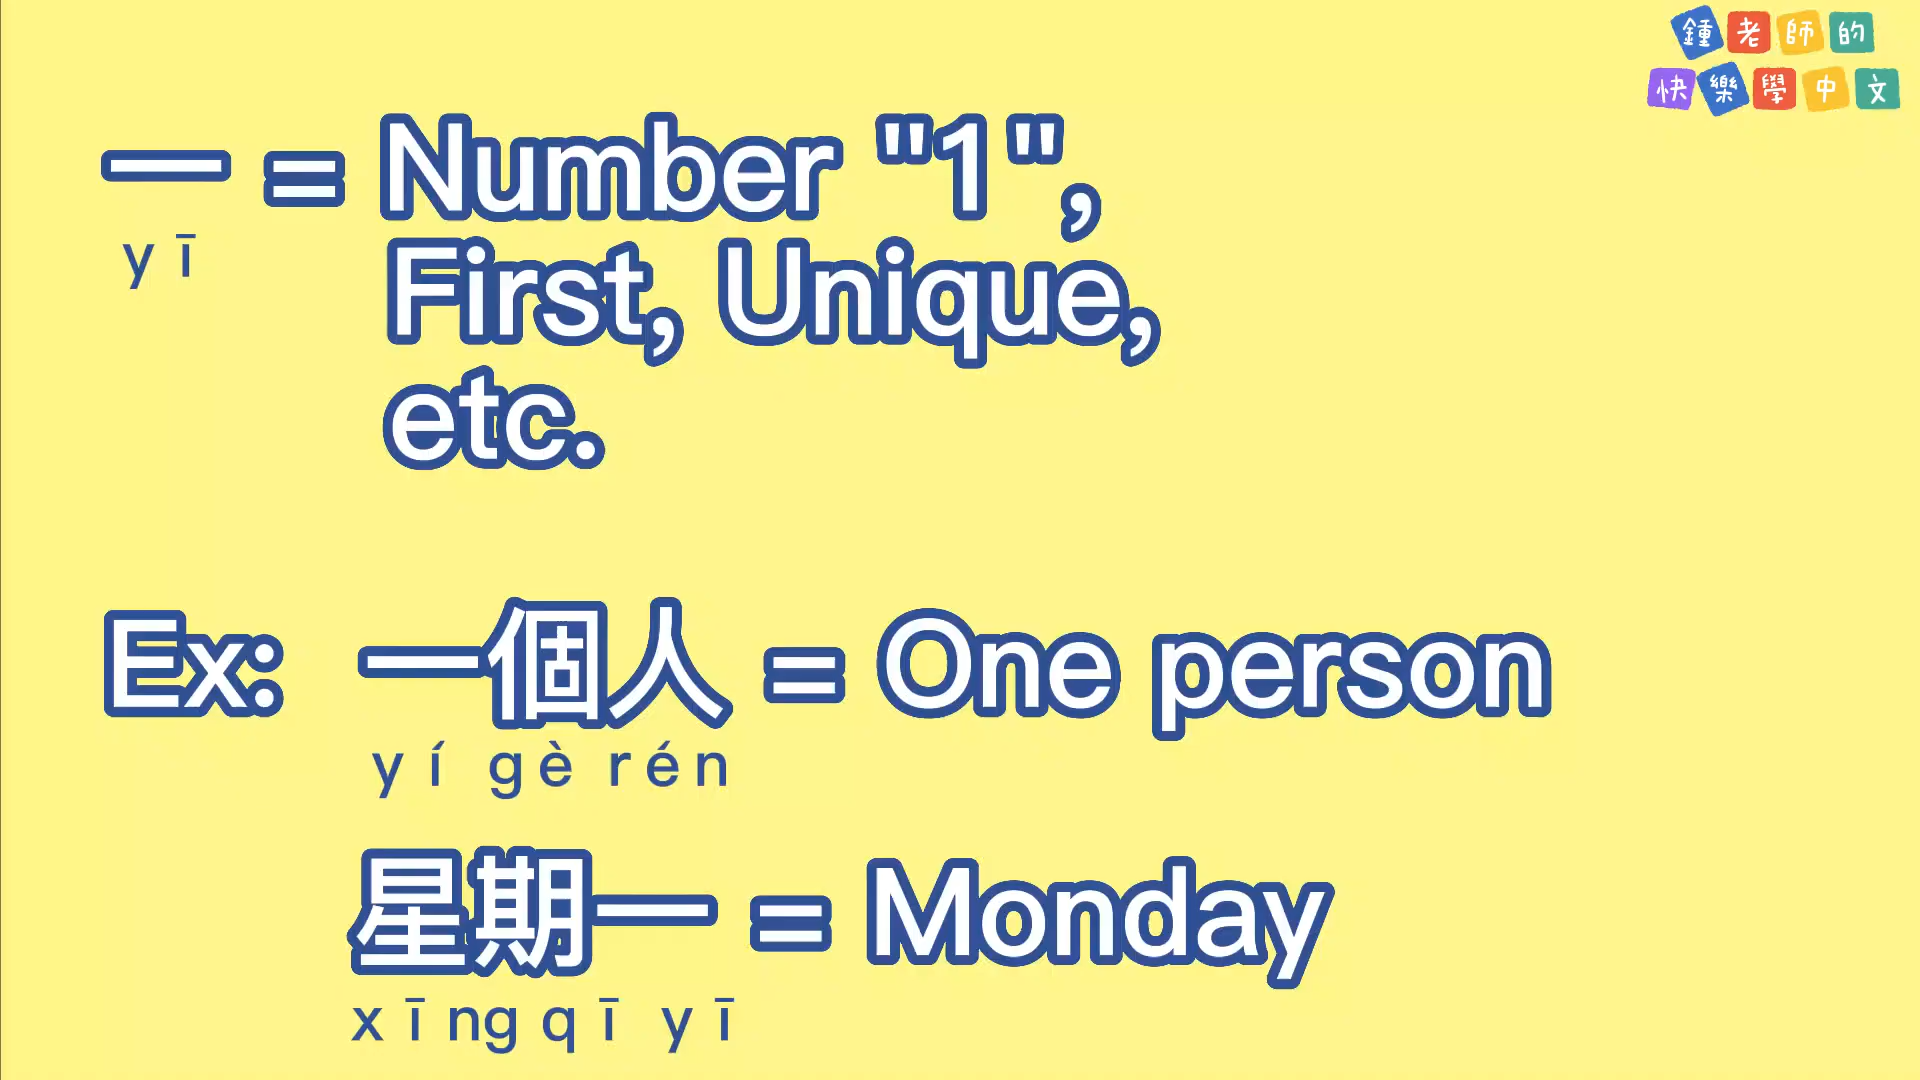 鍾老師的
快樂學中文
一 = Number "1",
yī
First, Unique,
etc.
Ex: 一個人 = One person
yí gè rén
星期一 = Monday
xīng qī yī